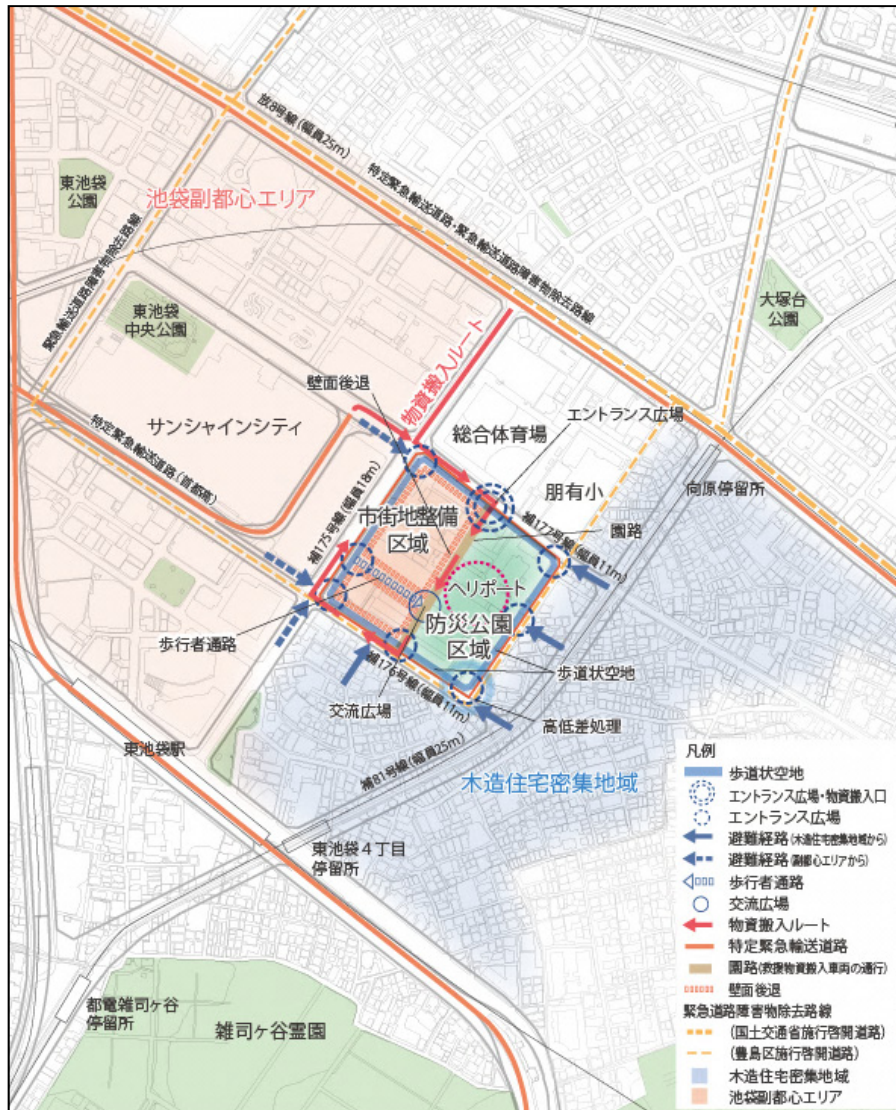 放8号線(幅員25m)
特定緊急輸送道路・緊急輸送道路障害物除去路線
東池袋
公園
池袋副都心エリア
緊急輸送道路障害物除去路線
東池袋
中央公園
大塚台
公園
壁面後退
物資搬入ルート
エントランス広場
サンシャインシティ
総合体育場
特定緊急輸送道路(首都高)
朋有小
向原停留所
補175号線(幅員18m)
市街地整備
区域
補177号線(幅員11m)
園路
ヘリポート
防災公園
区域
歩行者通路
歩道状空地
補176号線(幅員11m)
交流広場
高低差処理
東池袋駅
補81号線(幅員25m)
木造住宅密集地域
東池袋4丁目
停留所
都電雑司ヶ谷
停留所
雑司ヶ谷霊園
凡例
歩道状空地
エントランス広場・物資搬入口
エントランス広場
避難経路(木造住宅密集地域から)
避難経路(副都心エリアから)
歩行者通路
交流広場
物資搬入ルート
特定緊急輸送道路
園路(救援物資搬入車両の通行)
壁面後退
緊急道路障害物除去路線
(国土交通省施行啓開道路)
(豊島区施行啓開道路)
木造住宅密集地域
池袋副都心エリア